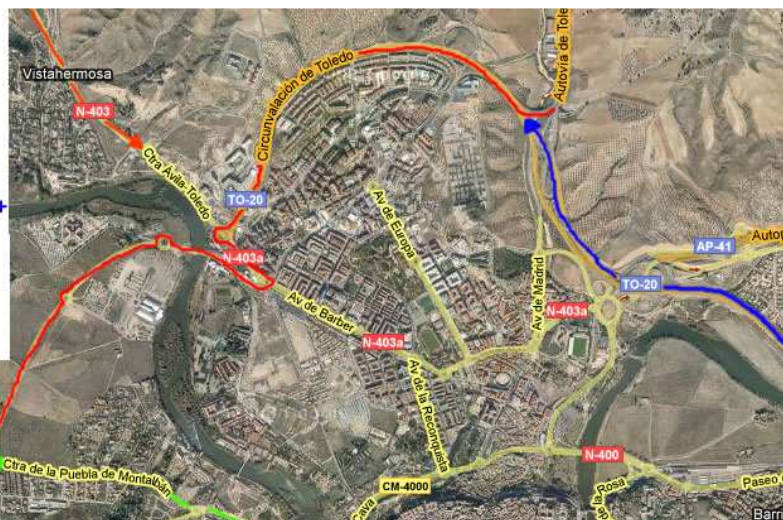 Vistahermosa
N-403
Ctra Ávila-Toledo
Circunvalación de Toledo
Autovía de Tole
TO-20
N-403a
Av de Europa
Av de Barber
N-403a
Av de la Reconquista
Av de Madrid
N-403a
TO-20
AP-41
Autop
Ctra de la Puebla de Montalbán
CM-4000
Cava
N-400
la Rosa
Paseo
Barr